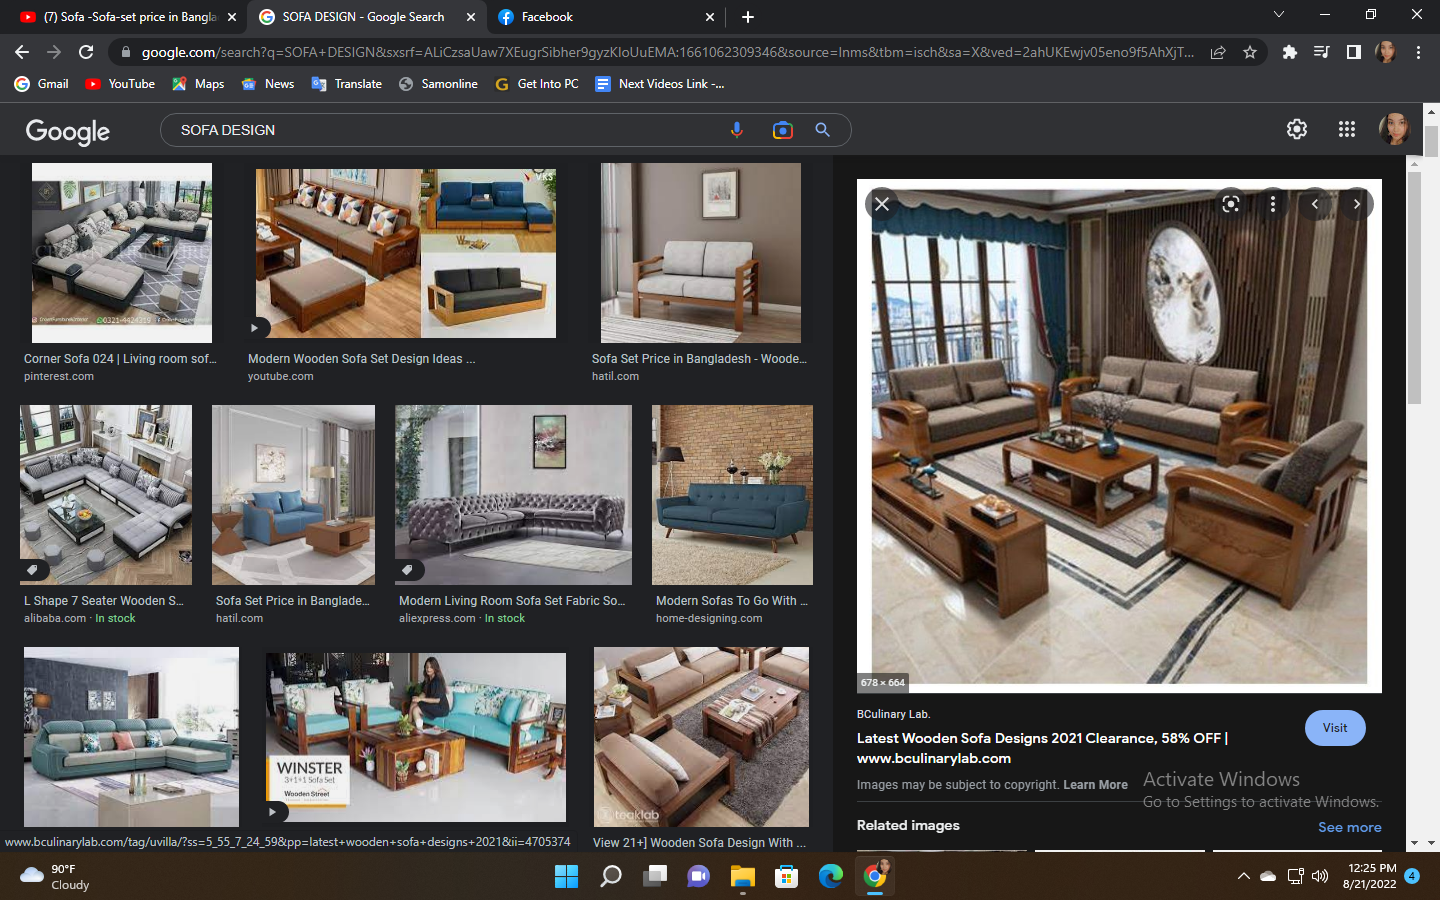 (7) Sofa -Sofa-set price in Bangla
SOFA DESIGN - Google Search
Facebook
google.com/search?q=SOFA+DESIGN&sxsrf=ALiCzsaUaw7XEugrSibher9gyzKIoUuEMA:1661062309346&source=lnms&tbm=isch&sa=X&ved=2ahUKEwjv05eno9f5AhXjT...
Gmail
YouTube
Maps
News
Translate
Samonline
Get Into PC
Next Videos Link -...
Google
SOFA DESIGN
VKS
Corner Sofa 024 | Living room sof...
pinterest.com
Modern Wooden Sofa Set Design Ideas ...
youtube.com
Sofa Set Price in Bangladesh - Woode...
hatil.com
L Shape 7 Seater Wooden S...
alibaba.com · In stock
Sofa Set Price in Banglade...
hatil.com
Modern Living Room Sofa Set Fabric So...
aliexpress.com · In stock
Modern Sofas To Go With ...
home-designing.com
WINSTER
3+1+1 Sofa Set
Wooden Street
teaklab
View 21+] Wooden Sofa Design With ...
www.bculinarylab.com/tag/uvilla/?ss=5_55_7_24_59&pp=latest+wooden+sofa+designs+2021&ii=4705374
678 × 664
BCulinary Lab.
Latest Wooden Sofa Designs 2021 Clearance, 58% OFF |
www.bculinarylab.com
Visit
Images may be subject to copyright. Learn More
Activate Windows
Go to Settings to activate Windows.
Related images
See more
90°F
Cloudy
12:25 PM
8/21/2022
4